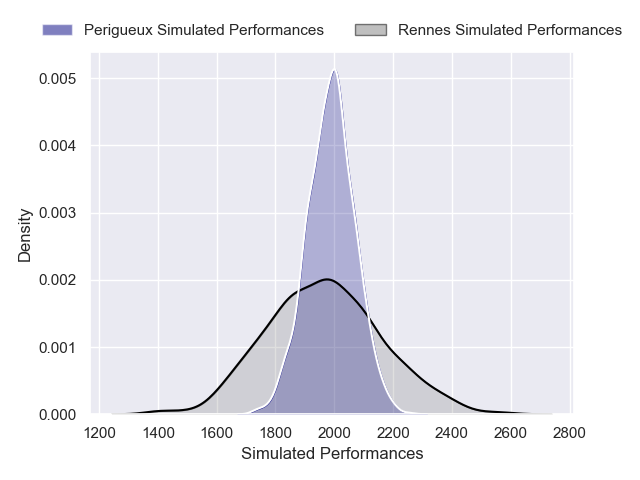 Perigueux Simulated Performances Rennes Simulated Performances
0.005
0.004
0.003
0.002
0.001
0.000
Density
1200 1400 1600 1800 2000 2200 2400 2600 2800
Simulated Performances